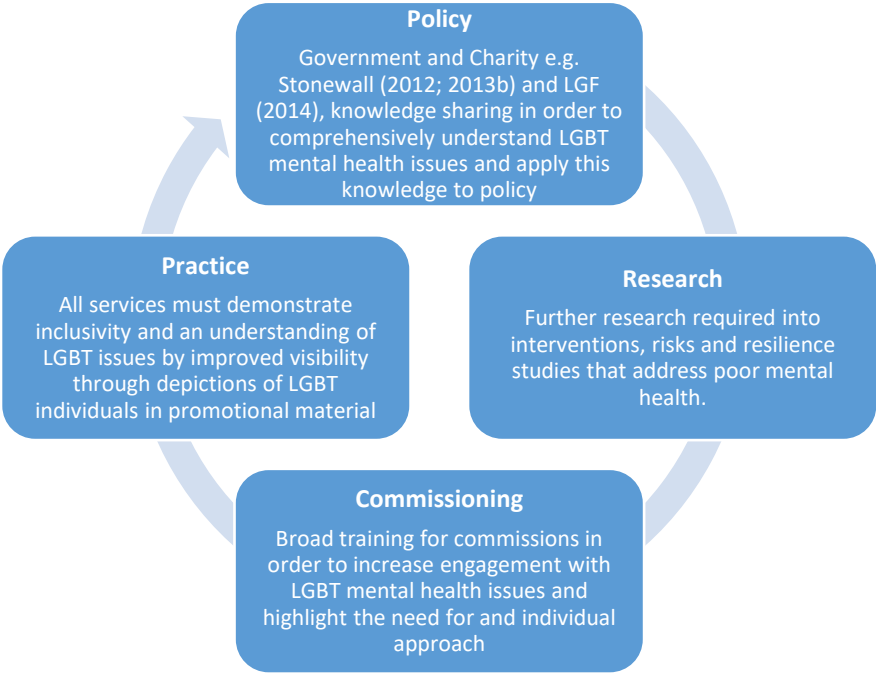 Policy
Government and Charity e.g.
Stonewall (2012; 2013b) and LGF
(2014), knowledge sharing in order to
comprehensively understand LGBT
mental health issues and apply this
knowledge to policy
Research
Further research required into
interventions, risks and resilience
studies that address poor mental
health.
Commissioning
Broad training for commissions in
order to increase engagement with
LGBT mental health issues and
highlight the need for and individual
approach
Practice
All services must demonstrate
inclusivity and an understanding of
LGBT issues by improved visibility
through depictions of LGBT
individuals in promotional material